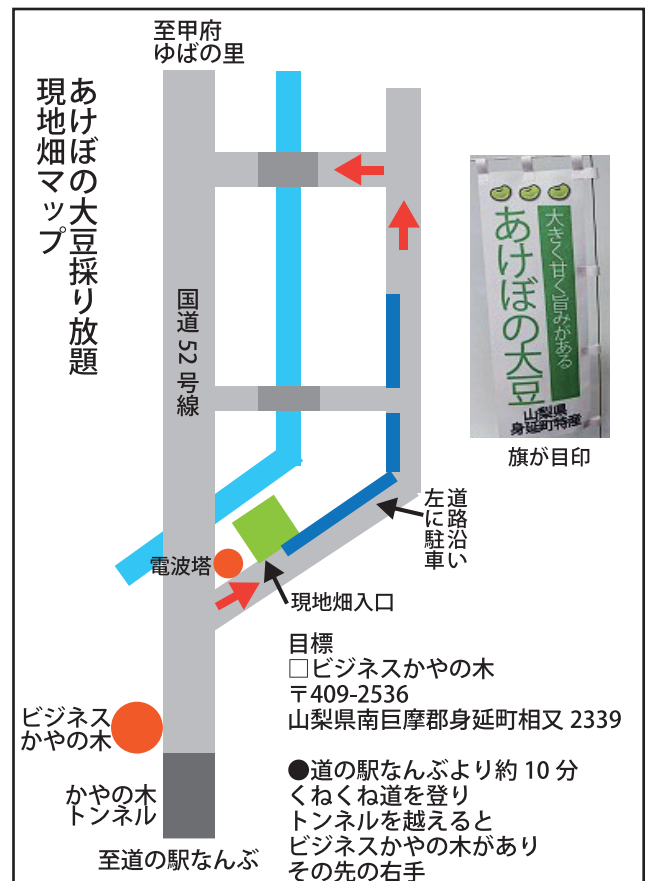 至甲府
ゆばの里
あけぼの大豆採り放題
現地畑マップ
国道52号線
大きく甘く旨みがある
あけぼの大豆
山梨県
身延町特産
旗が目印
道路沿い
左に駐車
電波塔
現地畑入口
目標
□ビジネスかやの木
〒409-2536
山梨県南巨摩郡身延町相又 2339
ビジネス
かやの木
かやの木
トンネル
至道の駅なんぶ
●道の駅なんぶより約 10 分
くねくね道を登り
トンネルを越えると
ビジネスかやの木があり
その先の右手